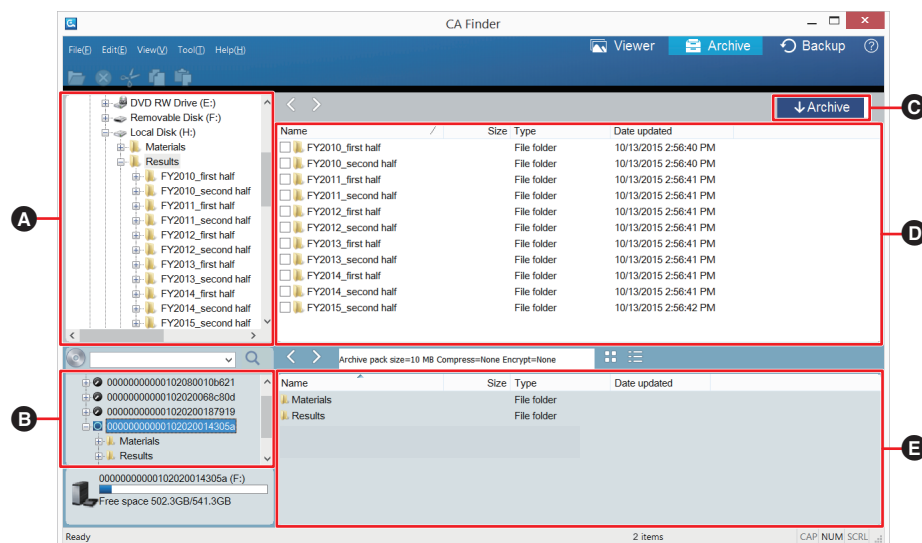 CA Finder
File(F) Edit(E) View(V) Tool(T) Help(H)
Viewer Archive Backup ?
DVD RW Drive (E:)
Removable Disk (F:)
Local Disk (H:)
Materials
Results
FY2010_first half
FY2010_second half
FY2011_first half
FY2011_second half
FY2012_first half
FY2012_second half
FY2013_first half
FY2013_second half
FY2014_first half
FY2014_second half
FY2015_second half
A
Archive
C
Name Size Type Date updated
FY2010_first half File folder 10/13/2015 2:56:40 PM
FY2010_second half File folder 10/13/2015 2:56:40 PM
FY2011_first half File folder 10/13/2015 2:56:41 PM
FY2011_second half File folder 10/13/2015 2:56:41 PM
FY2012_first half File folder 10/13/2015 2:56:41 PM
FY2012_second half File folder 10/13/2015 2:56:41 PM
FY2013_first half File folder 10/13/2015 2:56:41 PM
FY2013_second half File folder 10/13/2015 2:56:41 PM
FY2014_first half File folder 10/13/2015 2:56:41 PM
FY2014_second half File folder 10/13/2015 2:56:41 PM
FY2015_second half File folder 10/13/2015 2:56:42 PM
D
Archive pack size=10 MB Compress=None Encrypt=None
00000000000102080010b621
00000000000102020068c80d
000000000001020200187919
00000000000102020014305a
Materials
Results
B
Name Size Type Date updated
Materials File folder
Results File folder
E
00000000000102020014305a (F:)
Free space 502.3GB/541.3GB
Ready 2 items CAP NUM SCRL